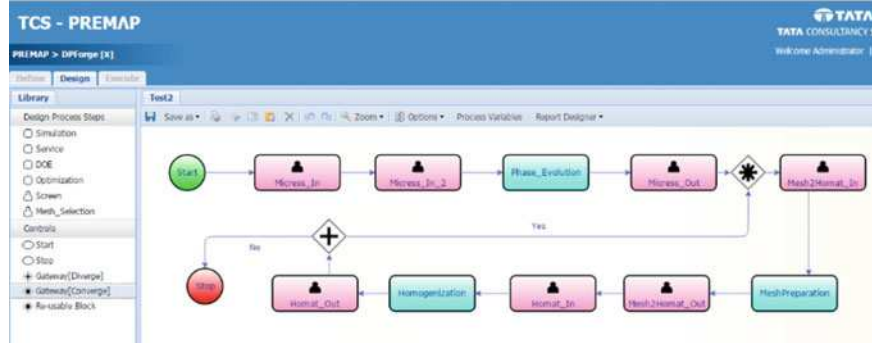 TCS - PREMAP
TATA
TATA CONSULTANCY S
PREMAP > DPForge [X]
Welcome Administrator
Define Design Execute
Library
Test2
Design Process Steps
Save as Zoom Options Process Variables Report Designer
Simulation
Service
DOE
Optimization
Screen
Mesh_Selection
Controls
Start
Stop
Gateway[Diverge]
Gateway[Converge]
Re-usable Block
Start
Micress_In
Micress_In_2
Phase_Evolution
Micress_Out
Mesh2Homat_In
Yes
No
Stop
Homat_Out
Homogenization
Homat_In
Mesh2Homat_Out
MeshPreparation